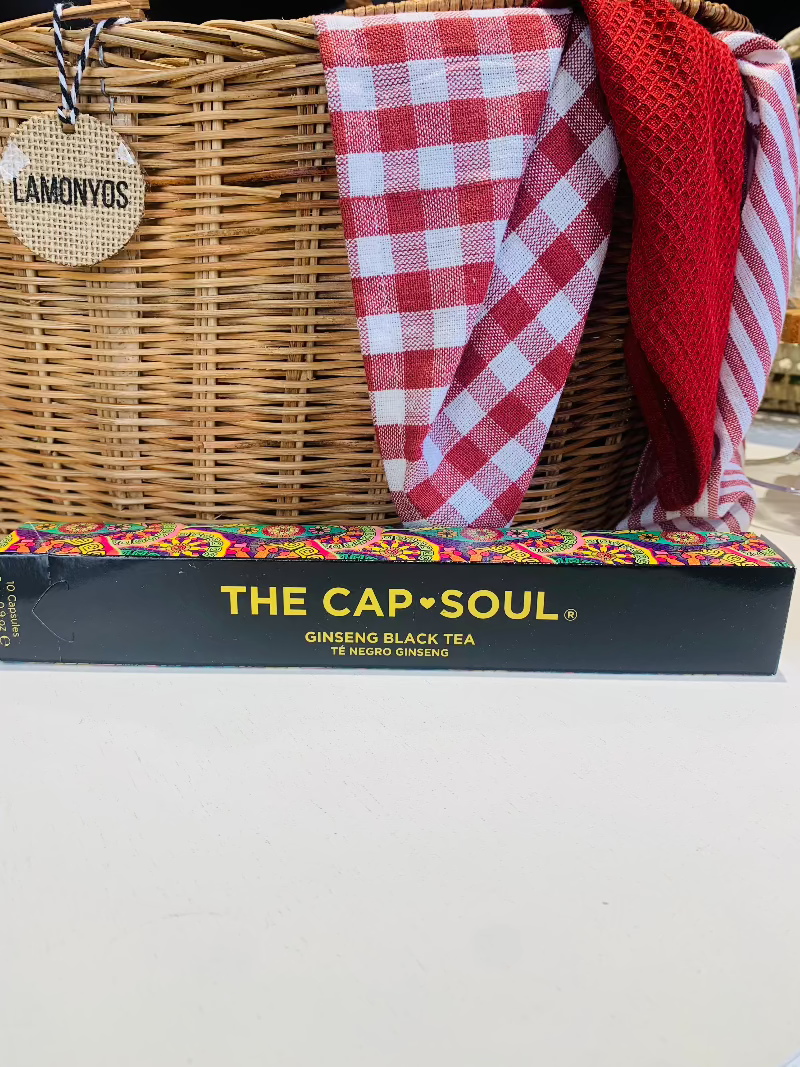 LAMONYOS
THE CAP♥SOUL®
GINSENG BLACK TEA
TÉ NEGRO GINSENG
10 Capsules